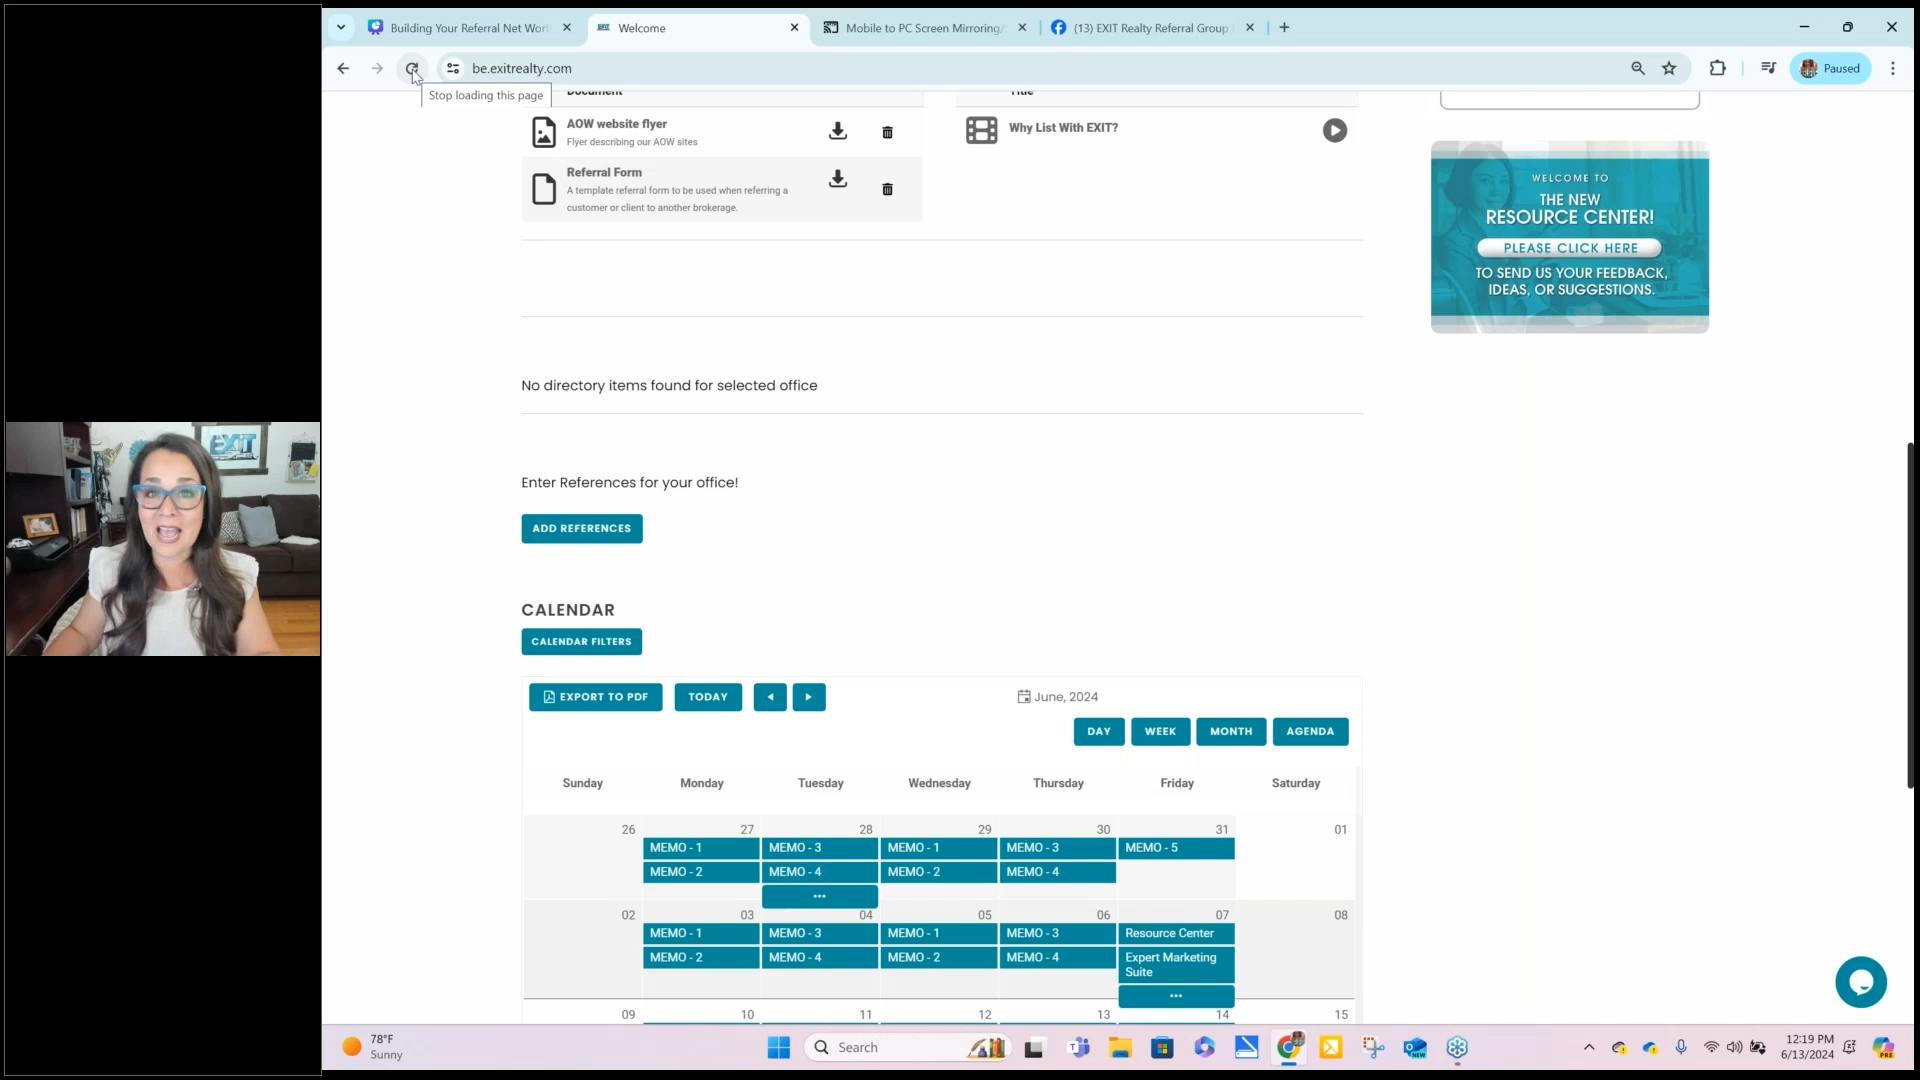 Building Your Referral Net Wor
Welcome
Mobile to PC Screen Mirroring
(13) EXIT Realty Referral Group
be.exitrealty.com
Paused
Stop loading this page
Document
Title
AOW website flyer
Flyer describing our AOW sites
Why List With EXIT?
Referral Form
A template referral form to be used when referring a
customer or client to another brokerage.
WELCOME TO
THE NEW
RESOURCE CENTER!
PLEASE CLICK HERE
TO SEND US YOUR FEEDBACK,
IDEAS, OR SUGGESTIONS.
No directory items found for selected office
EXIT
Enter References for your office!
ADD REFERENCES
CALENDAR
CALENDAR FILTERS
EXPORT TO PDF
TODAY
June, 2024
DAY
WEEK
MONTH
AGENDA
Sunday Monday Tuesday Wednesday Thursday Friday Saturday
26 27 28 29 30 31 01
MEMO - 1 MEMO - 3 MEMO - 1 MEMO - 3 MEMO - 5
MEMO - 2 MEMO - 4 MEMO - 2 MEMO - 4
...
02 03 04 05 06 07 08
MEMO - 1 MEMO - 3 MEMO - 1 MEMO - 3 Resource Center
MEMO - 2 MEMO - 4 MEMO - 2 MEMO - 4 Expert Marketing
Suite
...
09 10 11 12 13 14 15
78°F
Sunny
Search
NEW
12:19 PM
6/13/2024
PRE